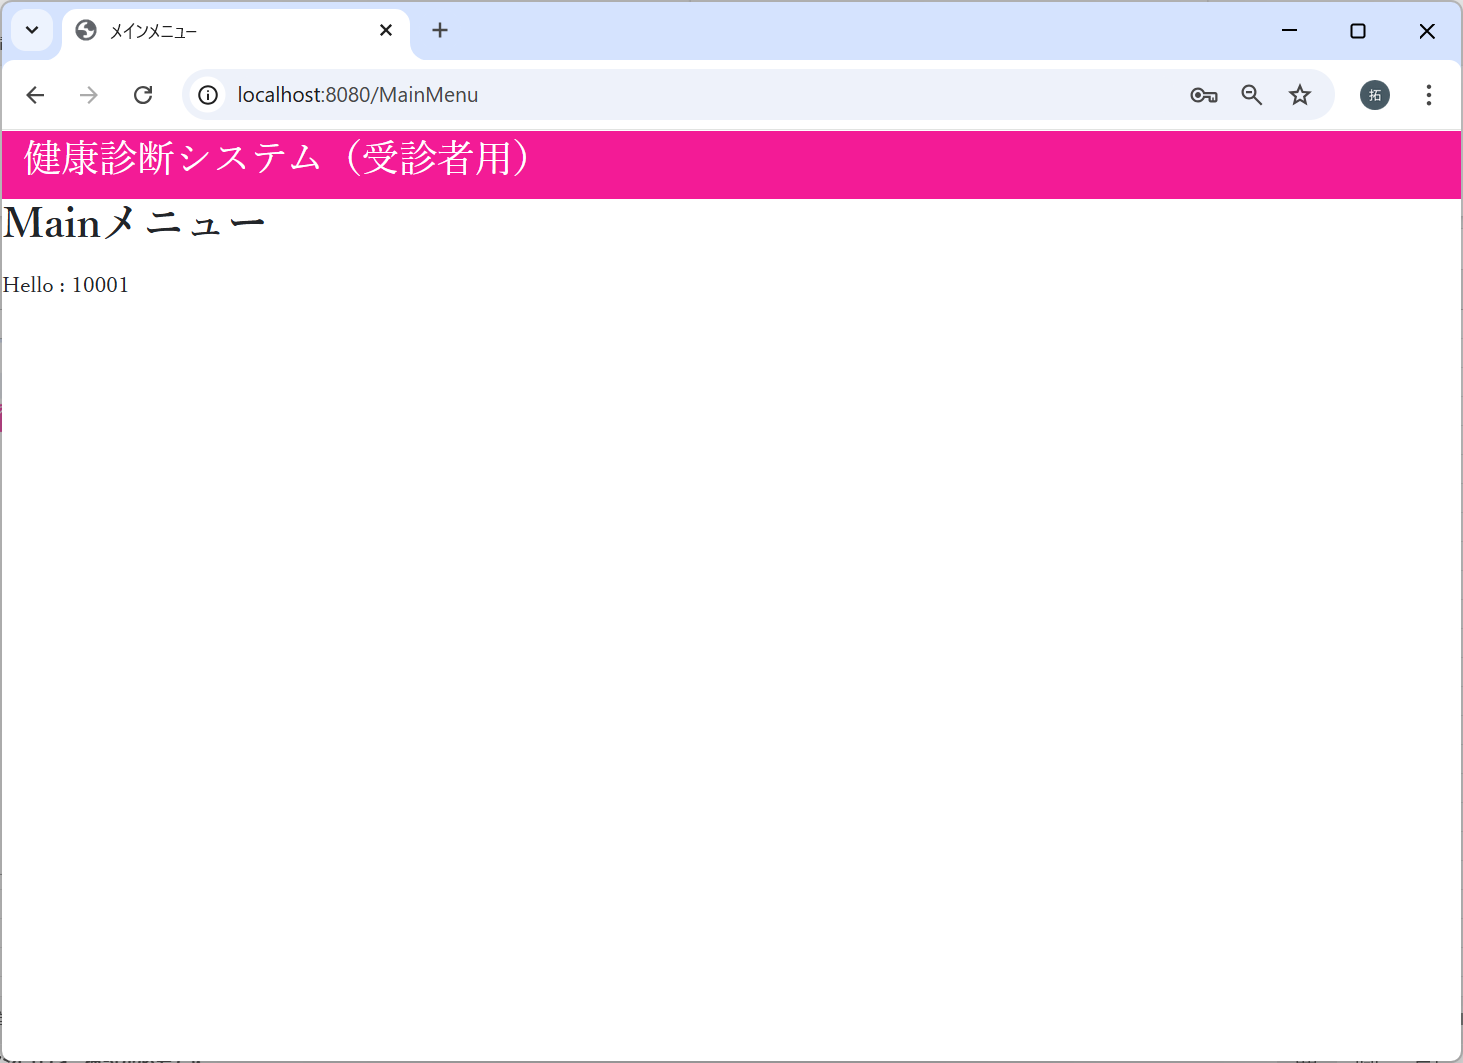 メインメニュー
localhost:8080/MainMenu
拓
健康診断システム（受診者用）
Mainメニュー
Hello : 10001